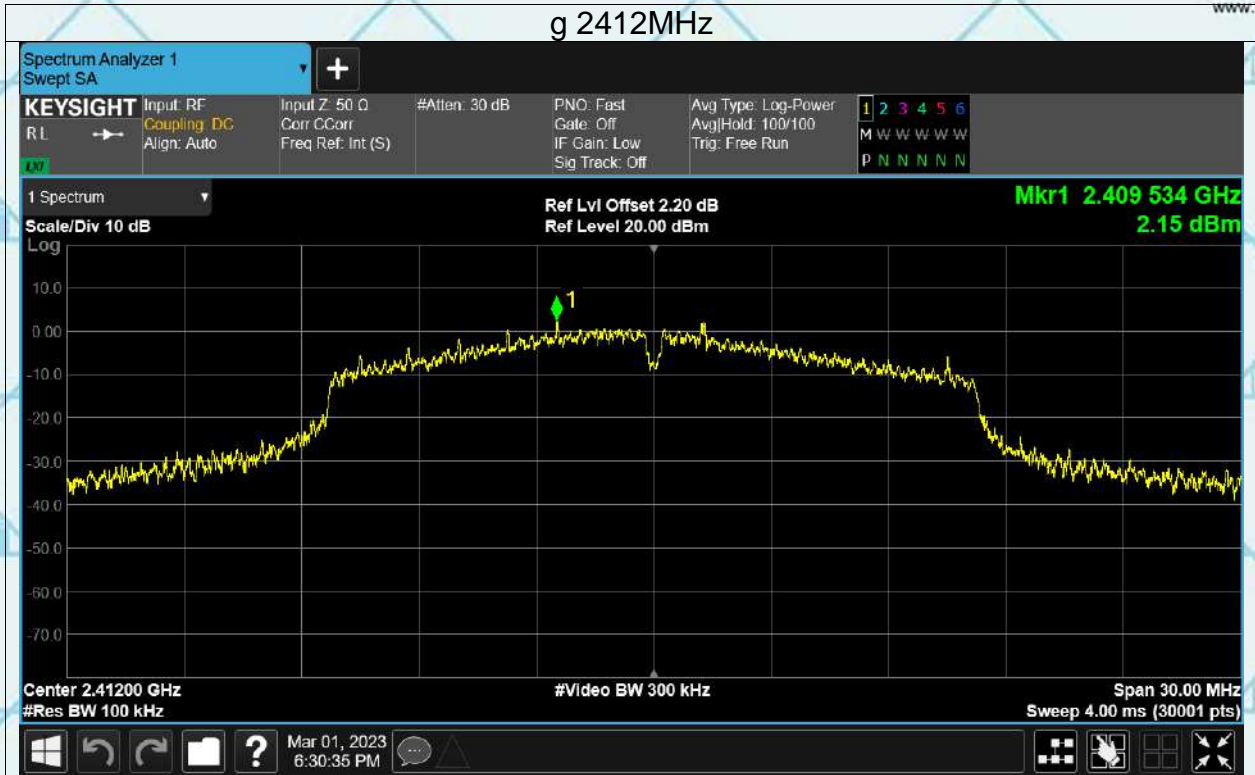 www.
g 2412MHz
Spectrum Analyzer 1
Swept SA
+
KEYSIGHT
RL
LXI
Input: RF
Coupling: DC
Align: Auto
Input Z: 50 Ω
Corr CCorr
Freq Ref: Int (S)
#Atten: 30 dB
PNO: Fast
Gate: Off
IF Gain: Low
Sig Track: Off
Avg Type: Log-Power
Avg|Hold: 100/100
Trig: Free Run
1 2 3 4 5 6
M W W W W W
P N N N N N
1 Spectrum
Scale/Div 10 dB
Log
Ref Lvl Offset 2.20 dB
Ref Level 20.00 dBm
Mkr1 2.409 534 GHz
2.15 dBm
1
10.0
0.00
-10.0
-20.0
-30.0
-40.0
-50.0
-60.0
-70.0
Center 2.41200 GHz
#Res BW 100 kHz
#Video BW 300 kHz
Span 30.00 MHz
Sweep 4.00 ms (30001 pts)
?
Mar 01, 2023
6:30:35 PM